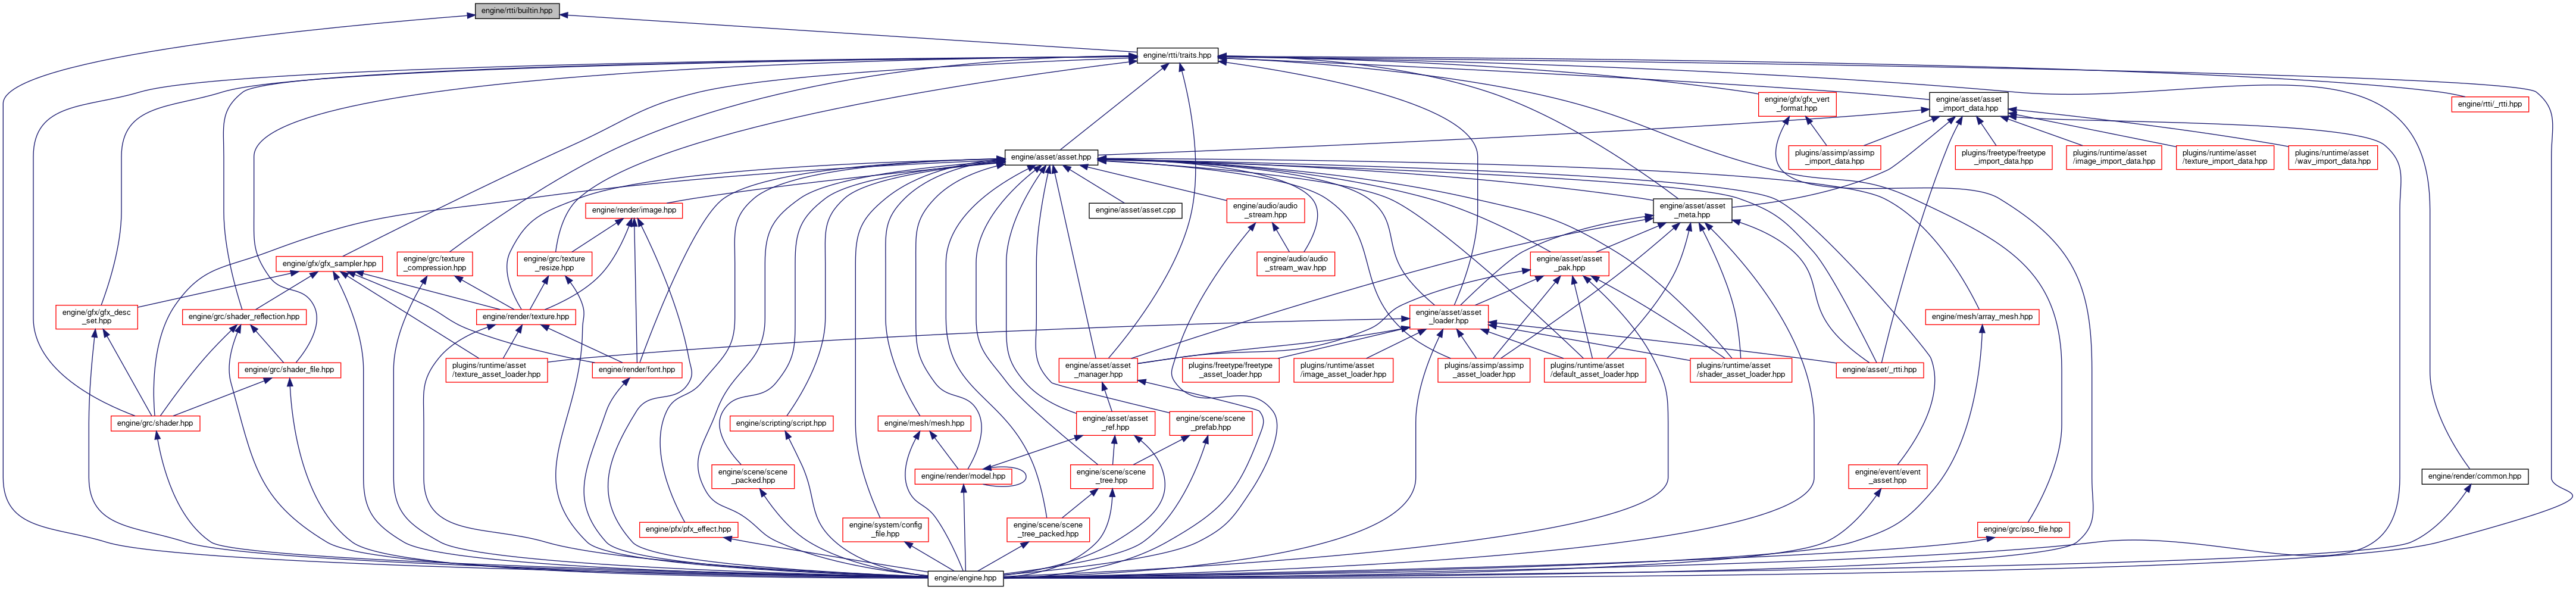 engine/rtti/builtin.hpp
engine/rtti/traits.hpp
engine/gfx/gfx_vert
_format.hpp
engine/asset/asset
_import_data.hpp
engine/rtti/_rtti.hpp
engine/asset/asset.hpp
plugins/assimp/assimp
_import_data.hpp
plugins/freetype/freetype
_import_data.hpp
plugins/runtime/asset
/image_import_data.hpp
plugins/runtime/asset
/texture_import_data.hpp
plugins/runtime/asset
/wav_import_data.hpp
engine/render/image.hpp
engine/asset/asset.cpp
engine/audio/audio
_stream.hpp
engine/asset/asset
_meta.hpp
engine/gfx/gfx_sampler.hpp
engine/grc/texture
_compression.hpp
engine/grc/texture
_resize.hpp
engine/audio/audio
_stream_wav.hpp
engine/asset/asset
_pak.hpp
engine/gfx/gfx_desc
_set.hpp
engine/grc/shader_reflection.hpp
engine/render/texture.hpp
engine/asset/asset
_loader.hpp
engine/mesh/array_mesh.hpp
engine/grc/shader_file.hpp
plugins/runtime/asset
/texture_asset_loader.hpp
engine/render/font.hpp
engine/asset/asset
_manager.hpp
plugins/freetype/freetype
_asset_loader.hpp
plugins/runtime/asset
/image_asset_loader.hpp
plugins/assimp/assimp
_asset_loader.hpp
plugins/runtime/asset
/default_asset_loader.hpp
plugins/runtime/asset
/shader_asset_loader.hpp
engine/asset/_rtti.hpp
engine/grc/shader.hpp
engine/scripting/script.hpp
engine/mesh/mesh.hpp
engine/asset/asset
_ref.hpp
engine/scene/scene
_prefab.hpp
engine/scene/scene
_packed.hpp
engine/render/model.hpp
engine/scene/scene
_tree.hpp
engine/event/event
_asset.hpp
engine/render/common.hpp
engine/pfx/pfx_effect.hpp
engine/system/config
_file.hpp
engine/scene/scene
_tree_packed.hpp
engine/grc/pso_file.hpp
engine/engine.hpp